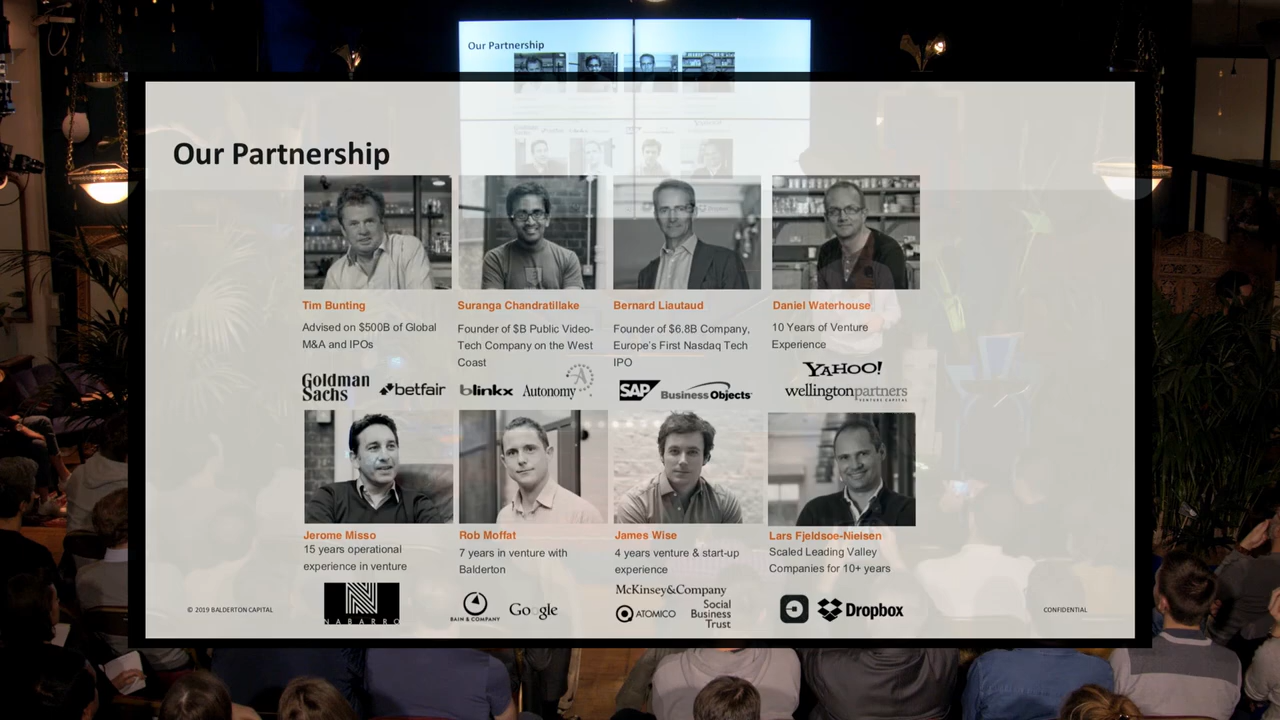 Our Partnership
Our Partnership
Tim Bunting
Advised on $500B of Global
M&A and IPOs
Goldman
Sachs
betfair
Suranga Chandratillake
Founder of $B Public Video-
Tech Company on the West
Coast
blinkx
Autonomy
Bernard Liautaud
Founder of $6.8B Company,
Europe's First Nasdaq Tech
IPO
SAP
Business Objects
Daniel Waterhouse
10 Years of Venture
Experience
YAHOO!
wellingtonpartners
VENTURE CAPITAL
Jerome Misso
15 years operational
experience in venture
NABARRO
Rob Moffat
7 years in venture with
Balderton
BAIN & COMPANY
Google
James Wise
4 years venture & start-up
experience
McKinsey&Company
ATOMICO
Social
Business
Trust
Lars Fjeldsoe-Nielsen
Scaled Leading Valley
Companies for 10+ years
Dropbox
© 2019 BALDERTON CAPITAL
CONFIDENTIAL